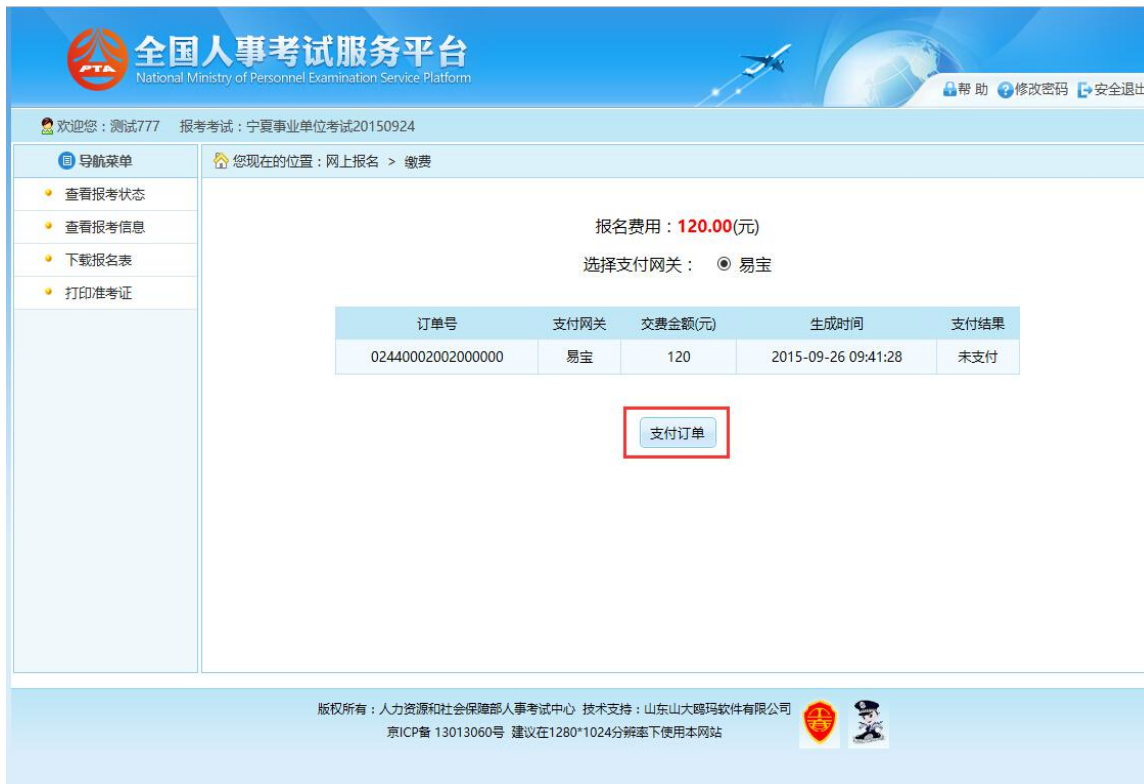 全国人事考试服务平台
National Ministry of Personnel Examination Service Platform
帮 助 修改密码 安全退出
欢迎您：测试777 报考考试：宁夏事业单位考试20150924
导航菜单
您现在的位置：网上报名 > 缴费
查看报考状态
查看报考信息
下载报名表
打印准考证
报名费用：120.00(元)
选择支付网关： 易宝
订单号 支付网关 交费金额(元) 生成时间 支付结果
02440002002000000 易宝 120 2015-09-26 09:41:28 未支付
支付订单
版权所有：人力资源和社会保障部人事考试中心 技术支持：山东山大鸥玛软件有限公司
京ICP备 13013060号 建议在1280*1024分辨率下使用本网站
PTA